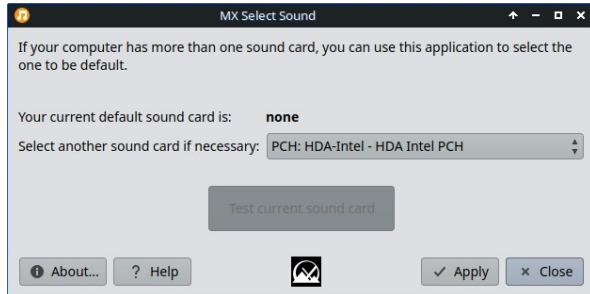 MX Select Sound
If your computer has more than one sound card, you can use this application to select the
one to be default.
Your current default sound card is: none
Select another sound card if necessary: PCH: HDA-Intel - HDA Intel PCH
Test current sound card
About... ? Help Apply Close